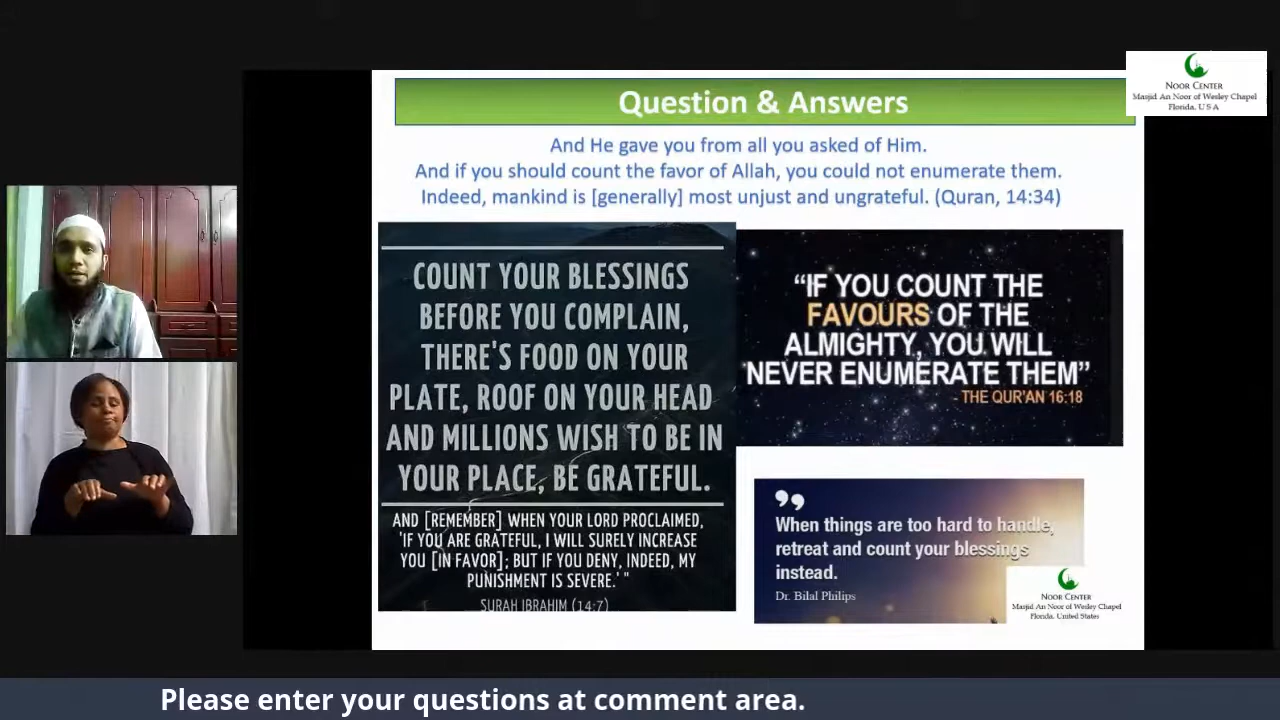 NOOR CENTER
Masjid An Noor of Wesley Chapel
Florida, U S A
Question & Answers
And He gave you from all you asked of Him.
And if you should count the favor of Allah, you could not enumerate them.
Indeed, mankind is [generally] most unjust and ungrateful. (Quran, 14:34)
COUNT YOUR BLESSINGS
BEFORE YOU COMPLAIN,
THERE'S FOOD ON YOUR
PLATE, ROOF ON YOUR HEAD
AND MILLIONS WISH TO BE IN
YOUR PLACE, BE GRATEFUL.
AND [REMEMBER] WHEN YOUR LORD PROCLAIMED,
'IF YOU ARE GRATEFUL, I WILL SURELY INCREASE
YOU [IN FAVOR]; BUT IF YOU DENY, INDEED, MY
PUNISHMENT IS SEVERE.' "
SURAH IBRAHIM (14:7)
“IF YOU COUNT THE
FAVOURS OF THE
ALMIGHTY, YOU WILL
NEVER ENUMERATE THEM”
- THE QUR'AN 16:18
”
When things are too hard to handle,
retreat and count your blessings
instead.
Dr. Bilal Philips
NOOR CENTER
Masjid An Noor of Wesley Chapel
Florida, United States
Please enter your questions at comment area.